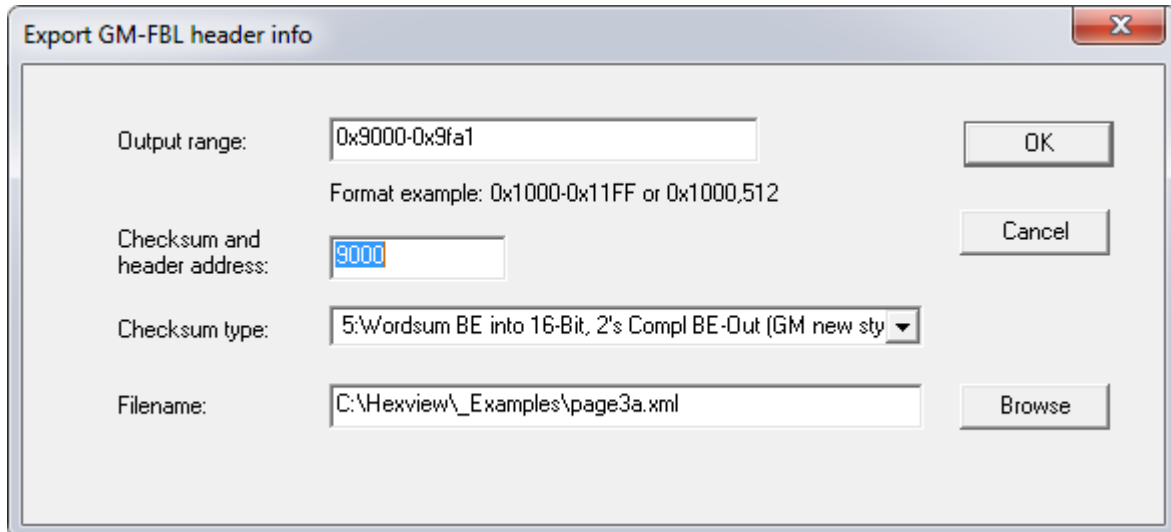 Export GM-FBL header info
Output range:
0x9000-0x9fa1
OK
Format example: 0x1000-0x11FF or 0x1000,512
Checksum and
header address:
9000
Cancel
Checksum type:
5:Wordsum BE into 16-Bit, 2's Compl BE-Out (GM new sty
Filename:
C:\Hexview\_Examples\page3a.xml
Browse